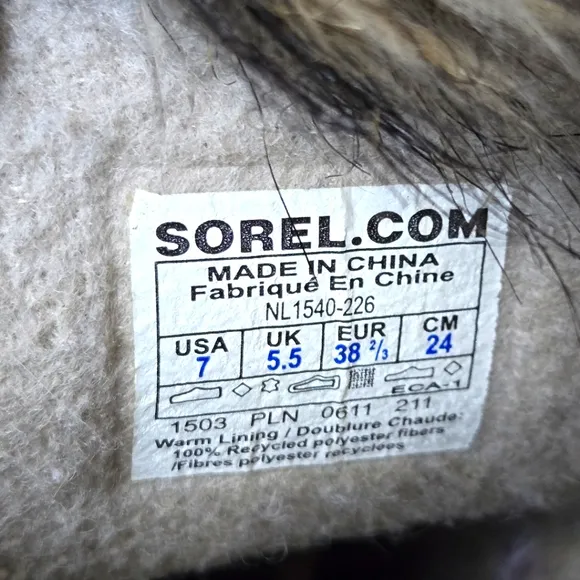 SOREL.COM
MADE IN CHINA
Fabriqué En Chine
NL1540-226
USA UK EUR CM
7 5.5 38 2/3 24
ECA-1
1503 PLN 0611 211
Warm Lining / Doublure Chaude:
100% Recycled polyester fibers
/Fibres polyester recyclées